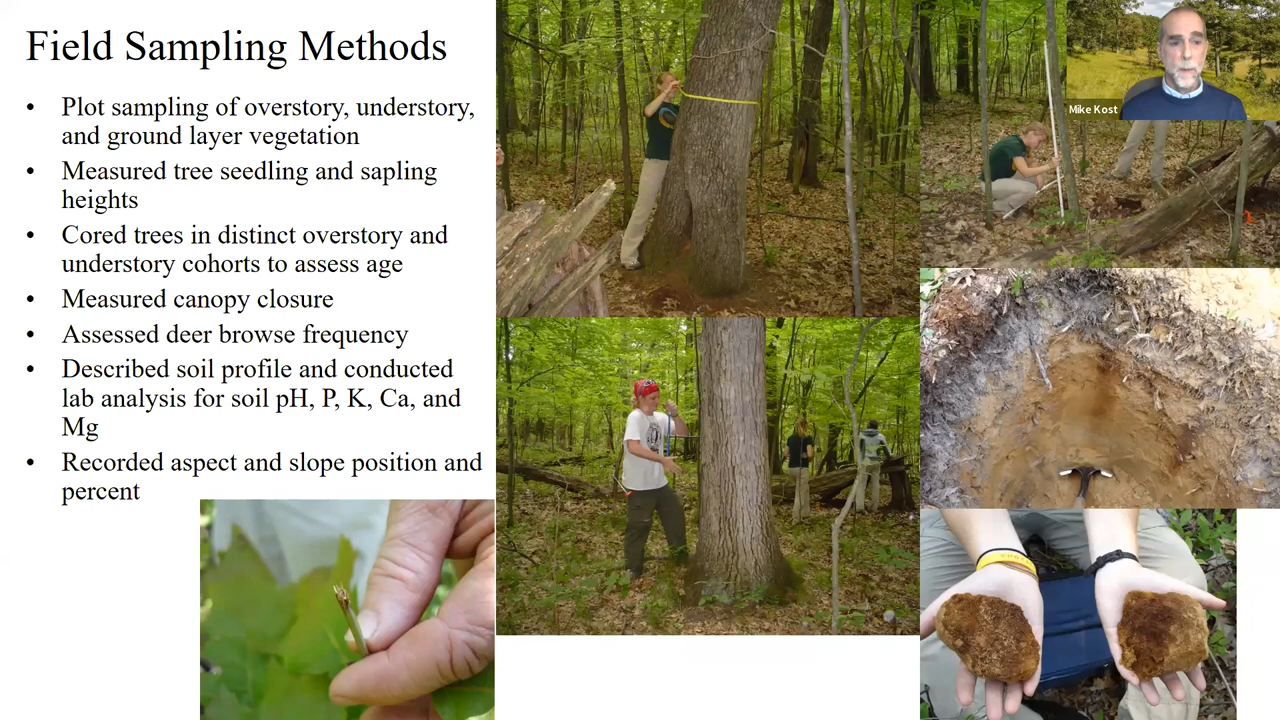 Field Sampling Methods
• Plot sampling of overstory, understory,
and ground layer vegetation
• Measured tree seedling and sapling
heights
• Cored trees in distinct overstory and
understory cohorts to assess age
• Measured canopy closure
• Assessed deer browse frequency
• Described soil profile and conducted
lab analysis for soil pH, P, K, Ca, and
Mg
• Recorded aspect and slope position and
percent
Mike Kost